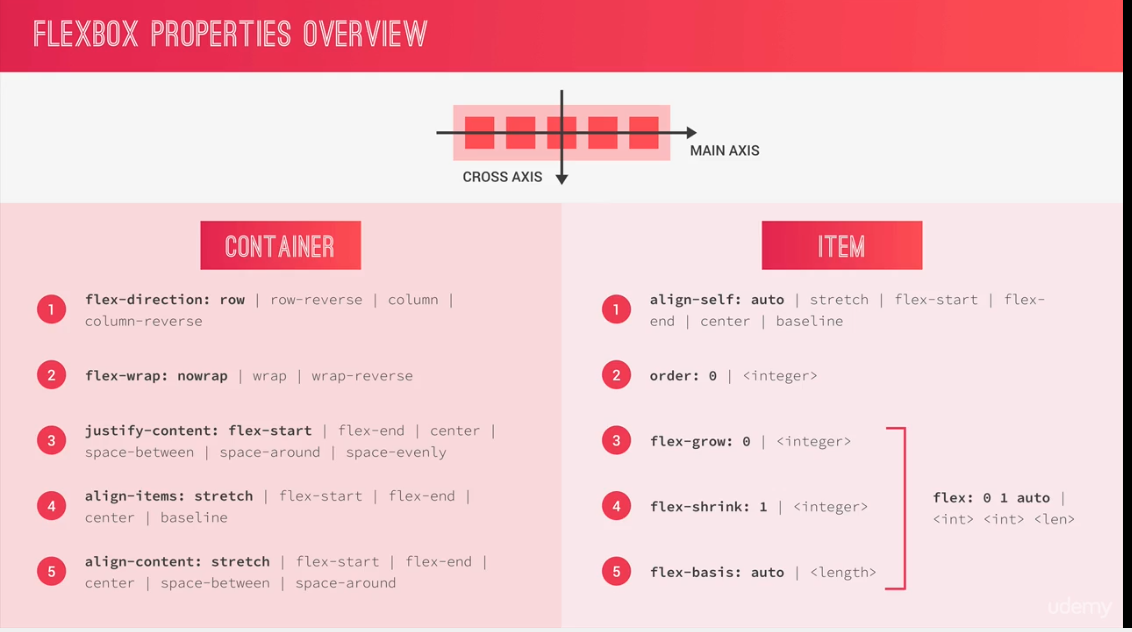 FLEXBOX PROPERTIES OVERVIEW
MAIN AXIS
CROSS AXIS
CONTAINER
1 flex-direction: row | row-reverse | column |
column-reverse
2 flex-wrap: nowrap | wrap | wrap-reverse
3 justify-content: flex-start | flex-end | center |
space-between | space-around | space-evenly
4 align-items: stretch | flex-start | flex-end |
center | baseline
5 align-content: stretch | flex-start | flex-end |
center | space-between | space-around
ITEM
1 align-self: auto | stretch | flex-start | flex-
end | center | baseline
2 order: 0 | <integer>
3 flex-grow: 0 | <integer>
4 flex-shrink: 1 | <integer>
5 flex-basis: auto | <length>
flex: 0 1 auto |
<int> <int> <len>
udemy